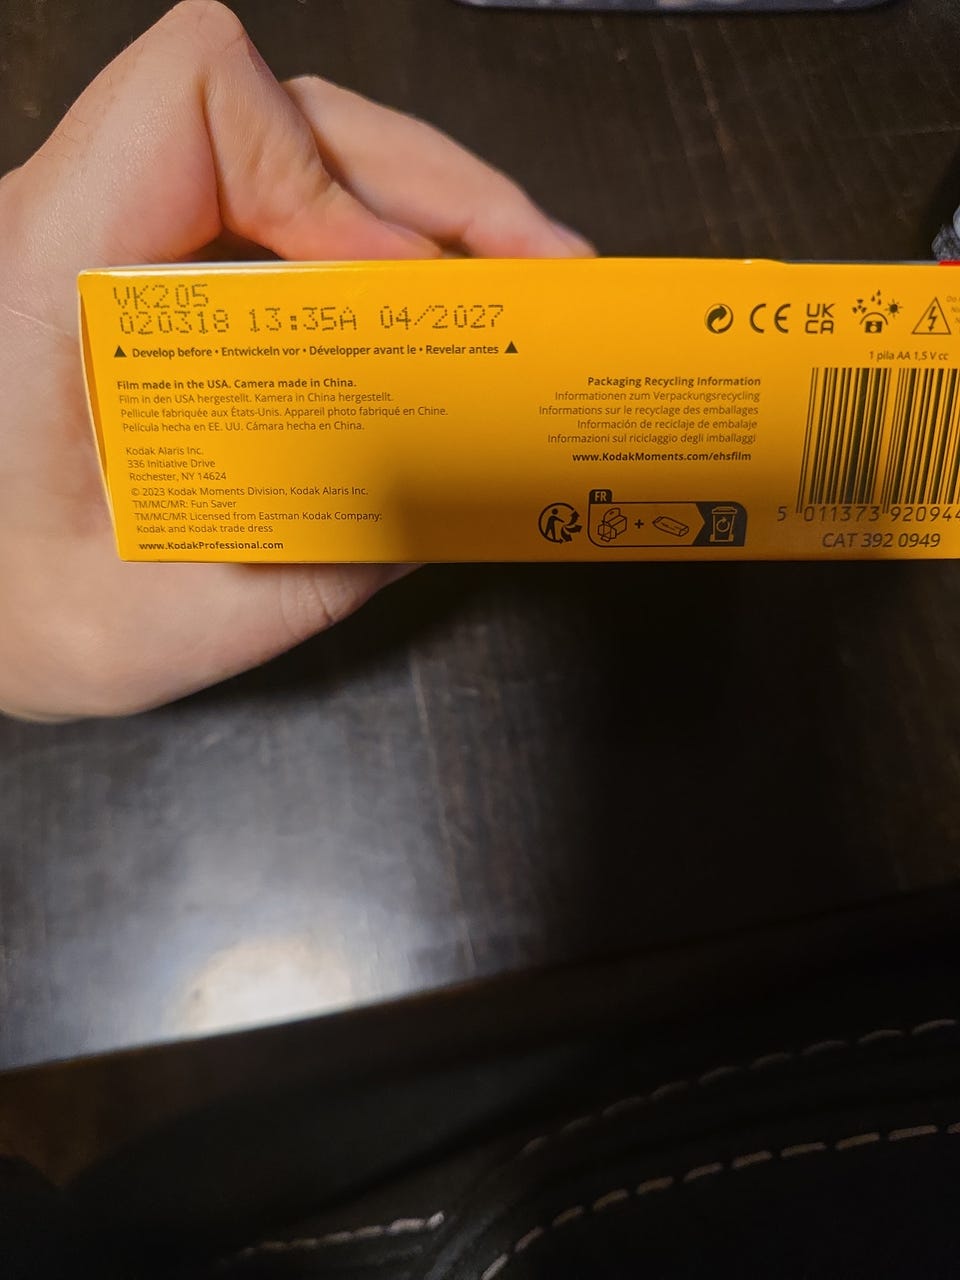 VK205
020318 13:35A 04/2027
▲ Develop before • Entwickeln vor • Développer avant le • Revelar antes ▲
Film made in the USA. Camera made in China.
Film in den USA hergestellt. Kamera in China hergestellt.
Pellicule fabriquée aux États-Unis. Appareil photo fabriqué en Chine.
Película hecha en EE. UU. Cámara hecha en China.
Kodak Alaris Inc.
336 Initiative Drive
Rochester, NY 14624
© 2023 Kodak Moments Division, Kodak Alaris Inc.
TM/MC/MR: Fun Saver
TM/MC/MR Licensed from Eastman Kodak Company:
Kodak and Kodak trade dress
www.KodakProfessional.com
Packaging Recycling Information
Informationen zum Verpackungsrecycling
Informations sur le recyclage des emballages
Información de reciclaje de embalaje
Informazioni sul riciclaggio degli imballaggi
www.KodakMoments.com/ehsfilm
FR
+
CE
UK
CA
1 pila AA 1,5 V cc
5 011373 920944
CAT 392 0949